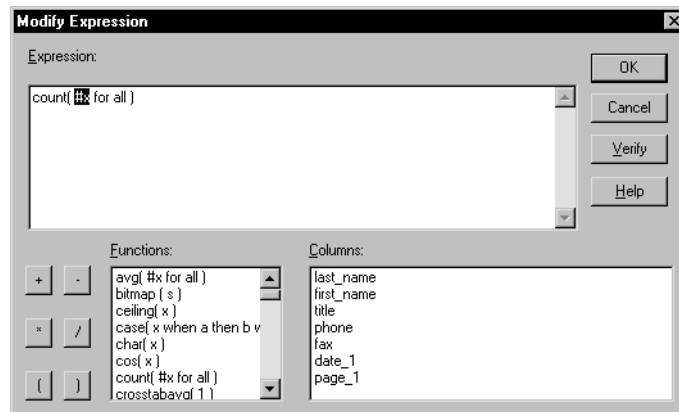 Modify Expression
Expression:
count( #x for all )
OK
Cancel
Verify
Help
Functions:
Columns:
+ -
* /
( )
avg( #x for all )
bitmap ( s )
ceiling( x )
case( x when a then b w
char( x )
cos( x )
count( #x for all )
crosstabavg( 1 )
last_name
first_name
title
phone
fax
date_1
page_1